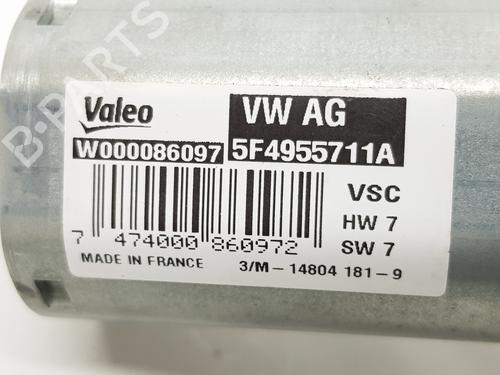 B-PARTS
Valeo
VW AG
W000086097
5F4955711A
VSC
HW 7
SW 7
7 474000 860972
MADE IN FRANCE
3/M-14804 181-9